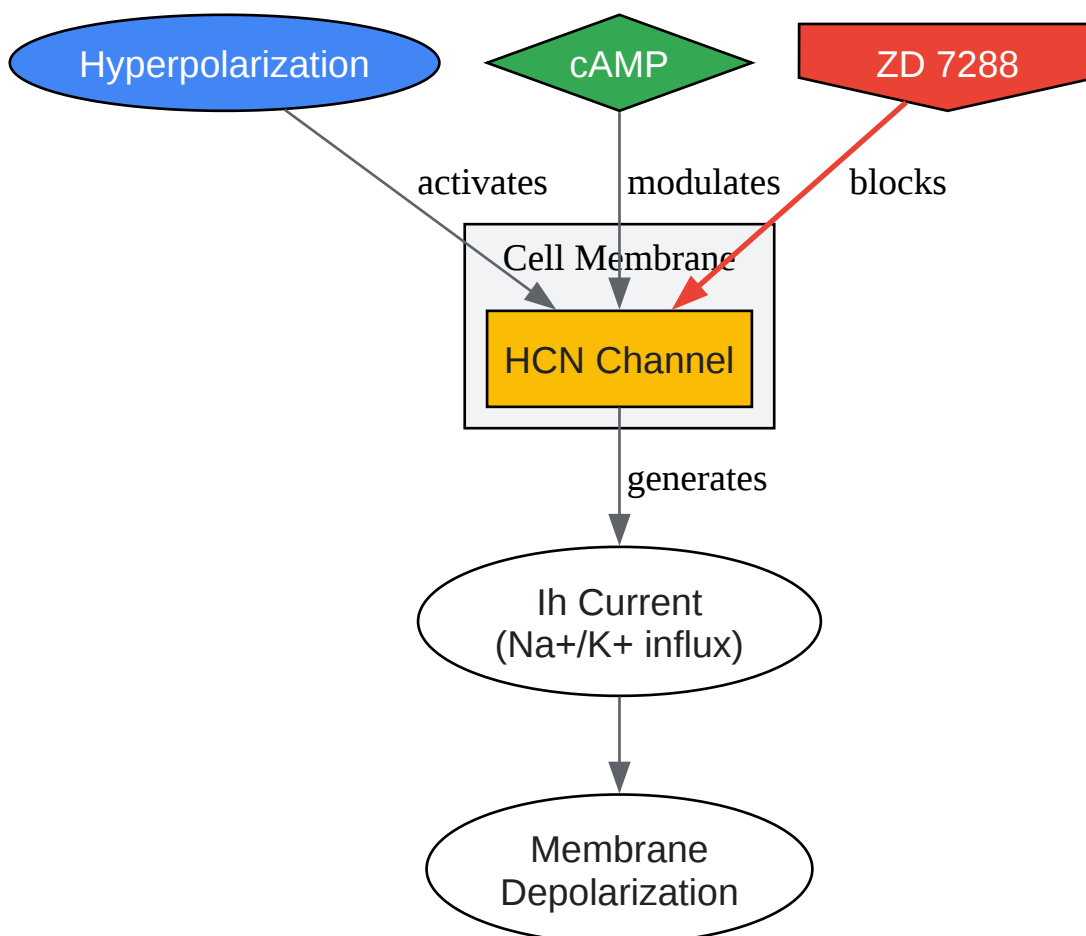 Hyperpolarization
cAMP
ZD 7288
activates
modulates
blocks
Cell Membrane
HCN Channel
generates
Ih Current
(Na+/K+ influx)
Membrane
Depolarization